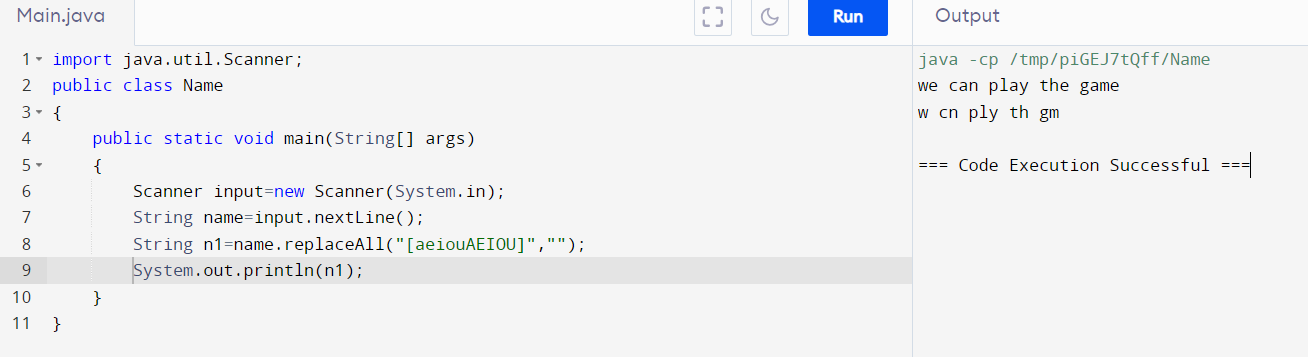 Main.java
Run
Output
1 import java.util.Scanner;
2 public class Name
3 {
4 public static void main(String[] args)
5 {
6 Scanner input=new Scanner(System.in);
7 String name=input.nextLine();
8 String n1=name.replaceAll("[aeiouAEIOU]","");
9 System.out.println(n1);
10 }
11 }
java -cp /tmp/piGEJ7tQff/Name
we can play the game
w cn ply th gm
=== Code Execution Successful ===